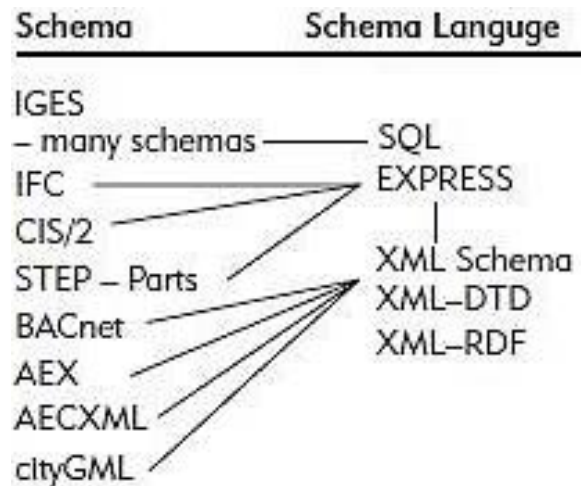 Schema Schema Languge
IGES
– many schemas SQL
IFC EXPRESS
CIS/2
STEP – Parts XML Schema
BACnet XML–DTD
AEX XML–RDF
AECXML
cityGML